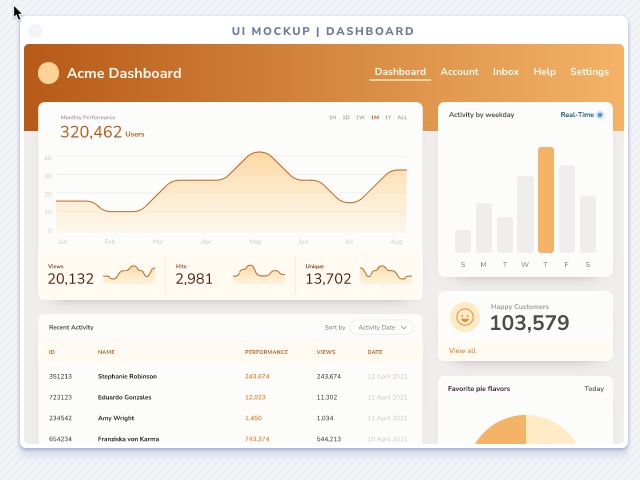 UI MOCKUP | DASHBOARD
Acme Dashboard
Dashboard Account Inbox Help Settings
Monthly Performance
320,462 Users
1H 1D 1W 1M 1Y ALL
40
30
20
10
0
Jan Feb Mar Apr May Jun Jul Aug
Views
20,132
Hits
2,981
Unique
13,702
Activity by weekday Real-Time
S M T W T F S
Happy Customers
103,579
View all
Recent Activity Sort by Activity Date
ID NAME PERFORMANCE VIEWS DATE
351213 Stephanie Robinson 243,674 243,674 12 April 2021
723123 Eduardo Gonzales 12,023 11,302 11 April 2021
234542 Amy Wright 1,450 1,034 11 April 2021
654234 Franziska von Karma 743,374 544,213 10 April 2021
Favorite pie flavors Today